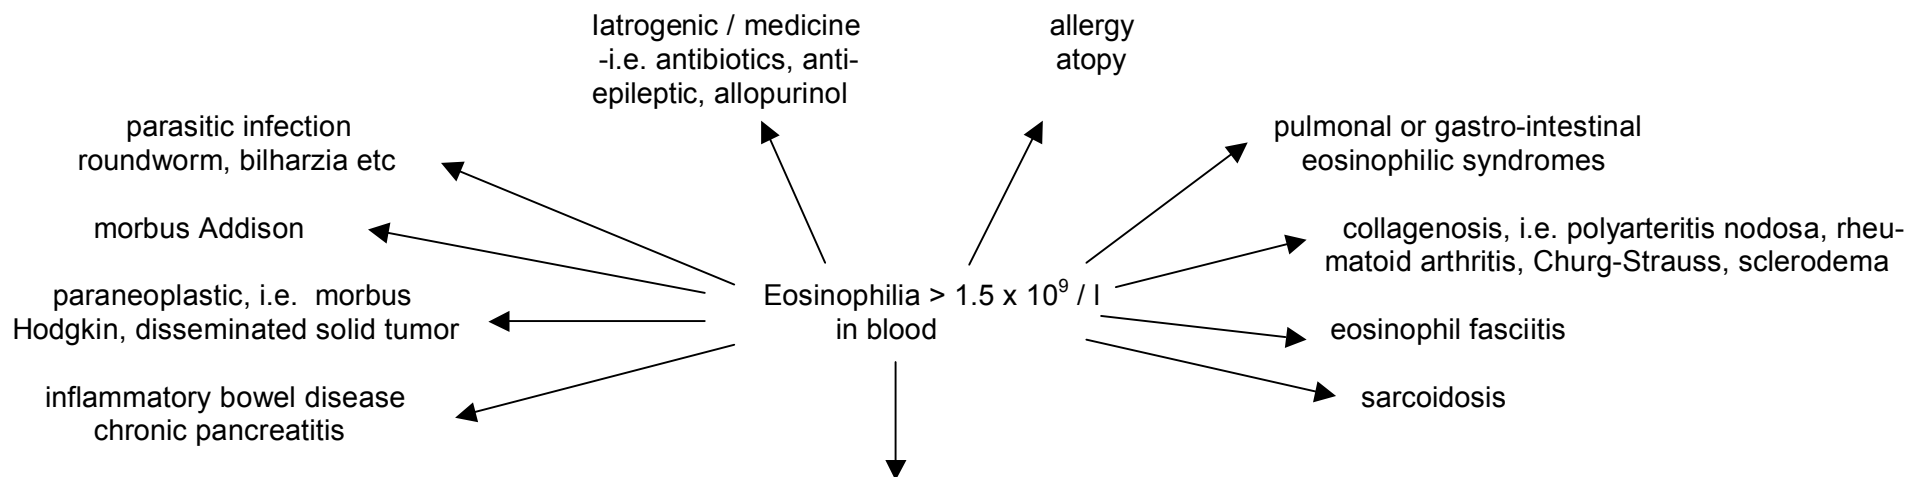 Iatrogenic / medicine
-i.e. antibiotics, anti-
epileptic, allopurinol
allergy
atopy
parasitic infection
roundworm, bilharzia etc
pulmonal or gastro-intestinal
eosinophilic syndromes
morbus Addison
collagenosis, i.e. polyarteritis nodosa, rheu-
matoid arthritis, Churg-Strauss, sclerodema
paraneoplastic, i.e. morbus
Hodgkin, disseminated solid tumor
Eosinophilia > 1.5 x 10⁹ / l
in blood
eosinophil fasciitis
inflammatory bowel disease
chronic pancreatitis
sarcoidosis